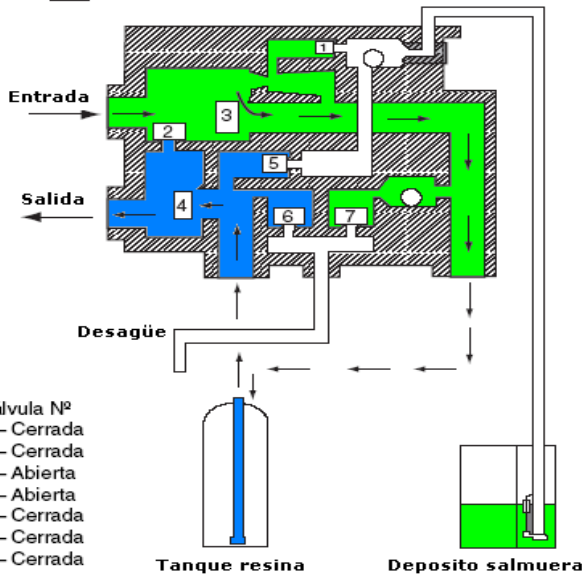 1
Entrada
3
2
5
Salida
4
6
7
Desagüe
lvula Nº
– Cerrada
– Cerrada
– Abierta
– Abierta
– Cerrada
– Cerrada
– Cerrada
Tanque resina
Deposito salmuera